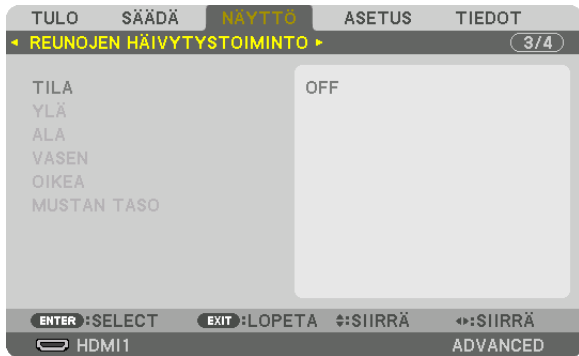 TULO SÄÄDÄ NÄYTTÖ ASETUS TIEDOT
REUNOJEN HÄIVYTYSTOIMINTO 3/4
TILA OFF
YLÄ
ALA
VASEN
OIKEA
MUSTAN TASO
ENTER :SELECT EXIT :LOPETA :SIIRRÄ :SIIRRÄ
HDMI1 ADVANCED